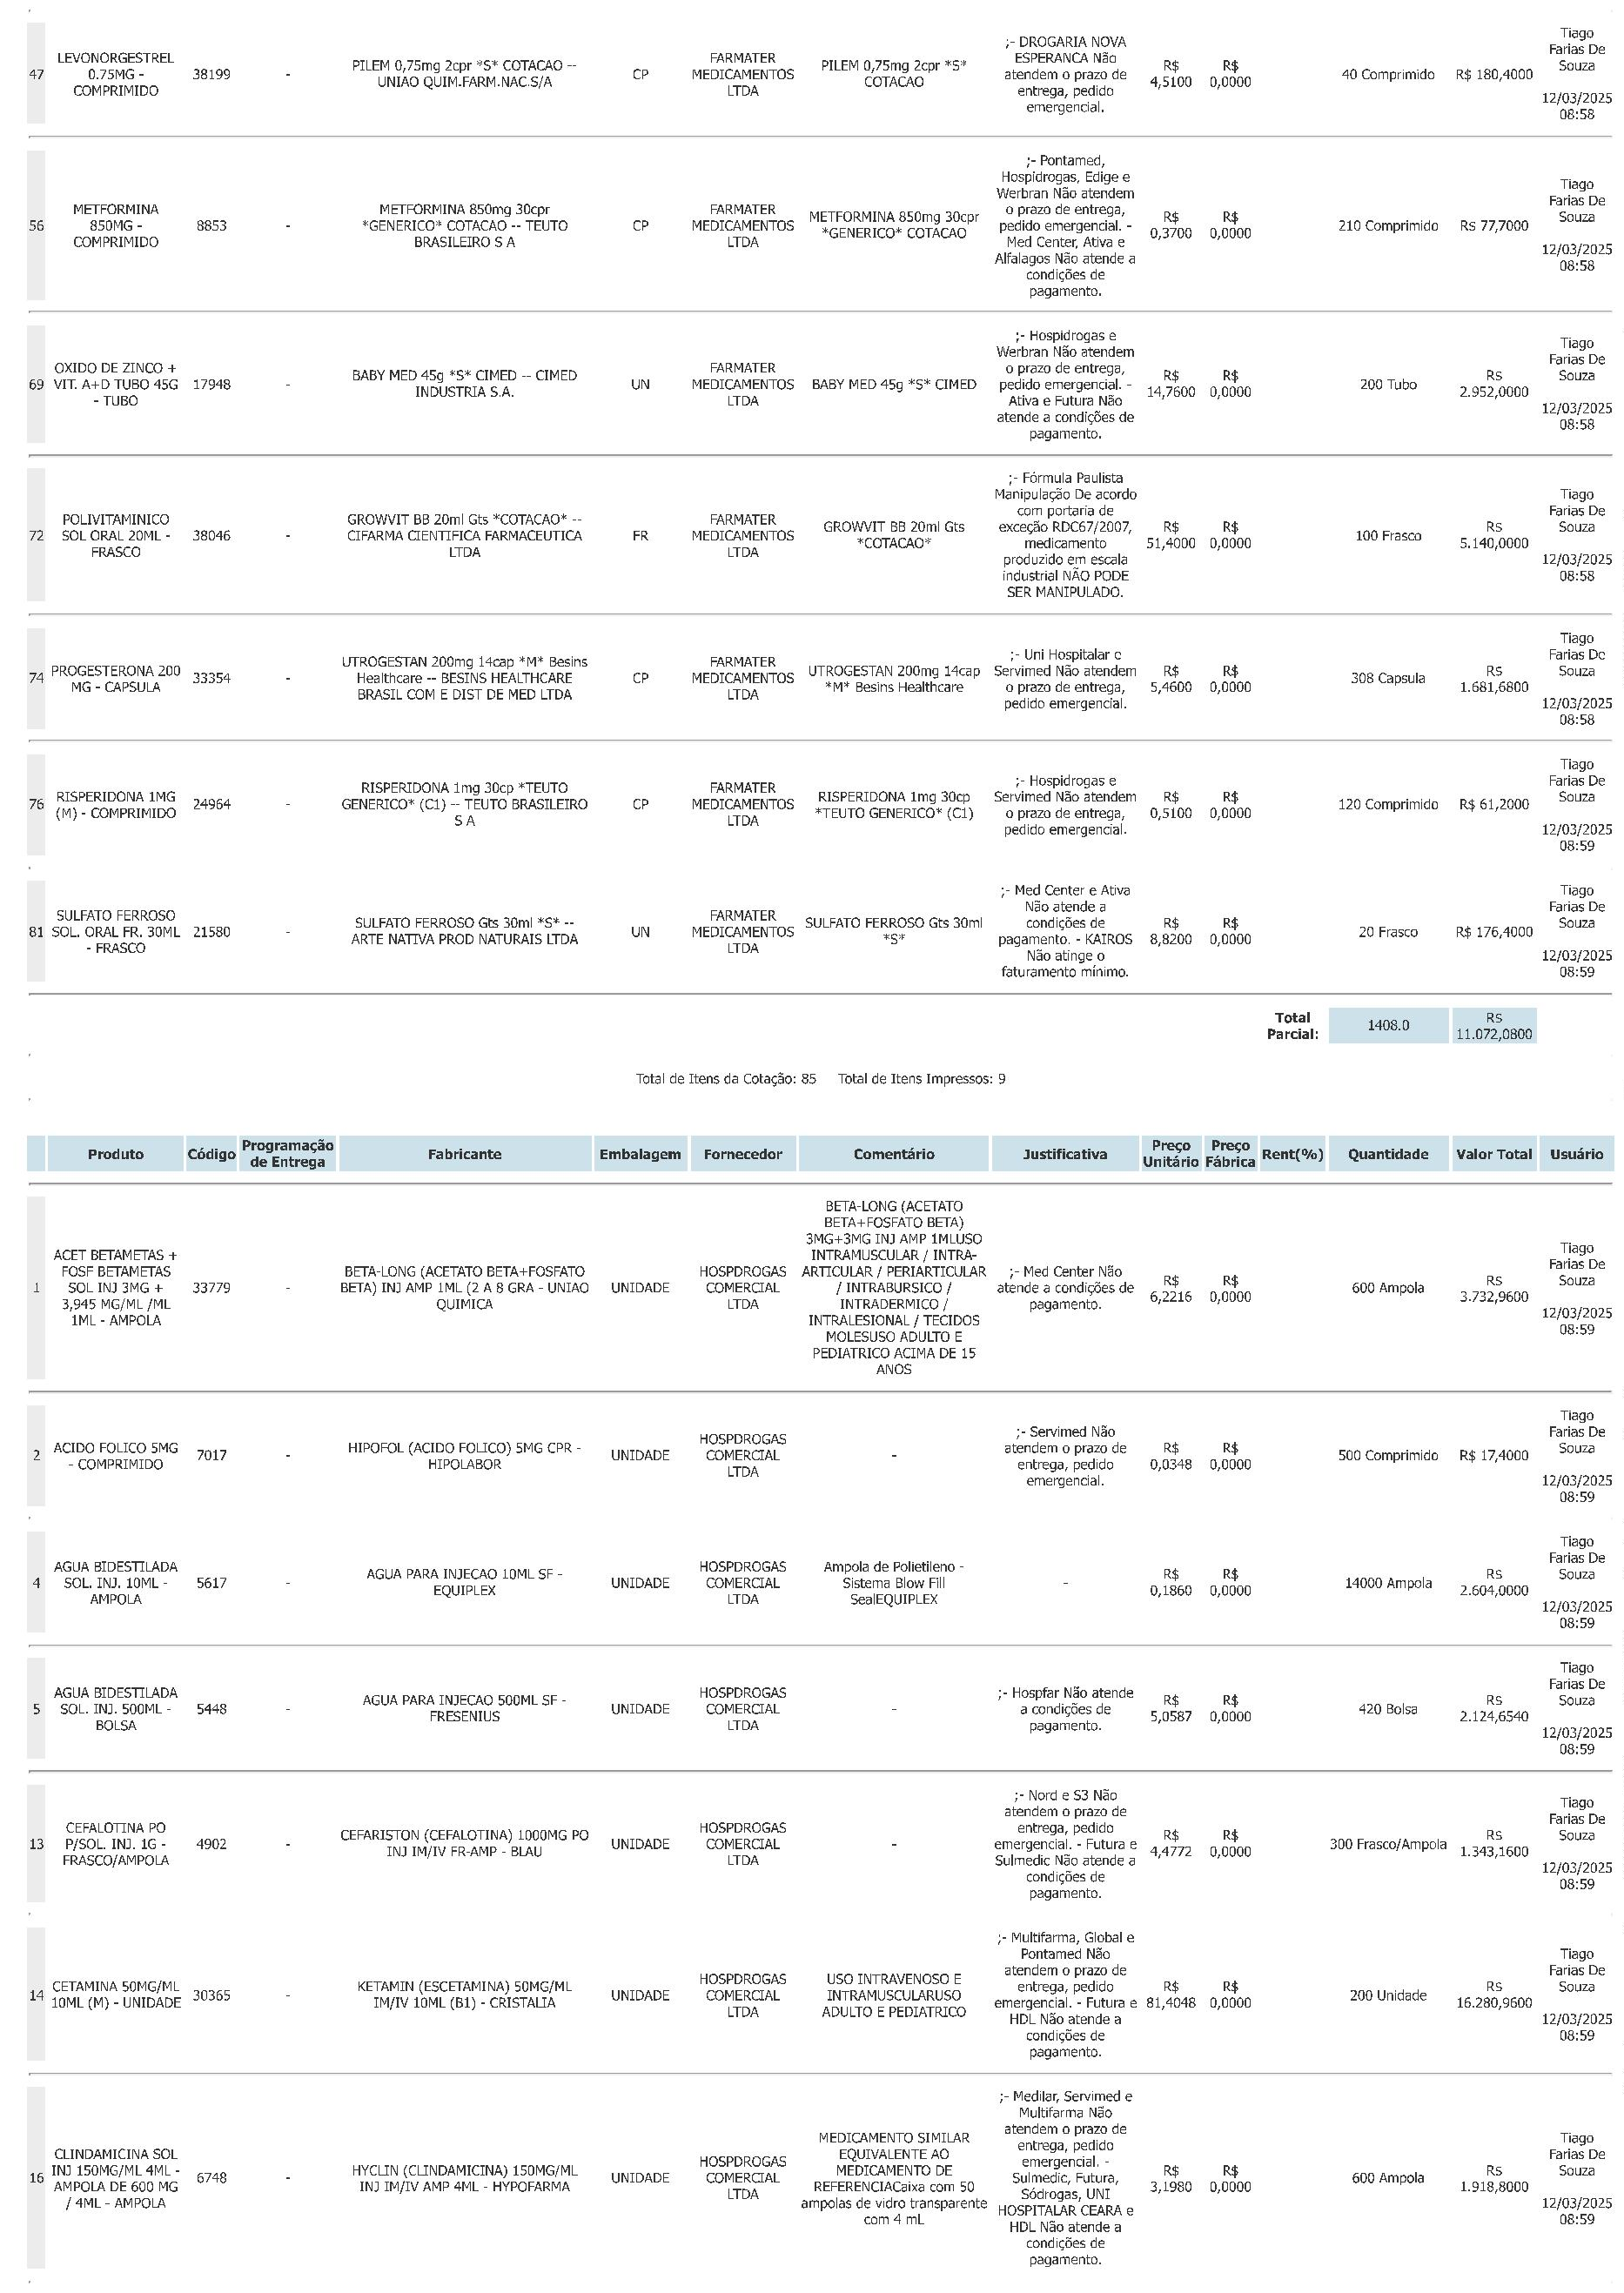 47
LEVONORGESTREL
0.75MG -
COMPRIMIDO
38199
-
PILEM 0,75mg 2cpr *S* COTACAO --
UNIAO QUIM.FARM.NAC.S/A
CP
FARMATER
MEDICAMENTOS
LTDA
PILEM 0,75mg 2cpr *S*
COTACAO
;- DROGARIA NOVA
ESPERANCA Não
atendem o prazo de
entrega, pedido
emergencial.
R$
4,5100
R$
0,0000
40 Comprimido
R$ 180,4000
Tiago
Farias De
Souza
12/03/2025
08:58
56
METFORMINA
850MG -
COMPRIMIDO
8853
-
METFORMINA 850mg 30cpr
*GENERICO* COTACAO -- TEUTO
BRASILEIRO S A
CP
FARMATER
MEDICAMENTOS
LTDA
METFORMINA 850mg 30cpr
*GENERICO* COTACAO
;- Pontamed,
Hospidrogas, Edige e
Werbran Não atendem
o prazo de entrega,
pedido emergencial. -
Med Center, Ativa e
Alfalagos Não atende a
condições de
pagamento.
R$
0,3700
R$
0,0000
210 Comprimido
R$ 77,7000
Tiago
Farias De
Souza
12/03/2025
08:58
69
OXIDO DE ZINCO +
VIT. A+D TUBO 45G
- TUBO
17948
-
BABY MED 45g *S* CIMED -- CIMED
INDUSTRIA S.A.
UN
FARMATER
MEDICAMENTOS
LTDA
BABY MED 45g *S* CIMED
;- Hospidrogas e
Werbran Não atendem
o prazo de entrega,
pedido emergencial. -
Ativa e Futura Não
atende a condições de
pagamento.
R$
14,7600
R$
0,0000
200 Tubo
R$
2.952,0000
Tiago
Farias De
Souza
12/03/2025
08:58
72
POLIVITAMINICO
SOL ORAL 20ML -
FRASCO
38046
-
GROWVIT BB 20ml Gts *COTACAO* --
CIFARMA CIENTIFICA FARMACEUTICA
LTDA
FR
FARMATER
MEDICAMENTOS
LTDA
GROWVIT BB 20ml Gts
*COTACAO*
;- Fórmula Paulista
Manipulação De acordo
com portaria de
exceção RDC67/2007,
medicamento
produzido em escala
industrial NÃO PODE
SER MANIPULADO.
R$
51,4000
R$
0,0000
100 Frasco
R$
5.140,0000
Tiago
Farias De
Souza
12/03/2025
08:58
74
PROGESTERONA 200
MG - CAPSULA
33354
-
UTROGESTAN 200mg 14cap *M* Besins
Healthcare -- BESINS HEALTHCARE
BRASIL COM E DIST DE MED LTDA
CP
FARMATER
MEDICAMENTOS
LTDA
UTROGESTAN 200mg 14cap
*M* Besins Healthcare
;- Uni Hospitalar e
Servimed Não atendem
o prazo de entrega,
pedido emergencial.
R$
5,4600
R$
0,0000
308 Capsula
R$
1.681,6800
Tiago
Farias De
Souza
12/03/2025
08:58
76
RISPERIDONA 1MG
(M) - COMPRIMIDO
24964
-
RISPERIDONA 1mg 30cp *TEUTO
GENERICO* (C1) -- TEUTO BRASILEIRO
S A
CP
FARMATER
MEDICAMENTOS
LTDA
RISPERIDONA 1mg 30cp
*TEUTO GENERICO* (C1)
;- Hospidrogas e
Servimed Não atendem
o prazo de entrega,
pedido emergencial.
R$
0,5100
R$
0,0000
120 Comprimido
R$ 61,2000
Tiago
Farias De
Souza
12/03/2025
08:59
81
SULFATO FERROSO
SOL. ORAL FR. 30ML
- FRASCO
21580
-
SULFATO FERROSO Gts 30ml *S* --
ARTE NATIVA PROD NATURAIS LTDA
UN
FARMATER
MEDICAMENTOS
LTDA
SULFATO FERROSO Gts 30ml
*S*
;- Med Center e Ativa
Não atende a
condições de
pagamento. - KAIROS
Não atinge o
faturamento mínimo.
R$
8,8200
R$
0,0000
20 Frasco
R$ 176,4000
Tiago
Farias De
Souza
12/03/2025
08:59
Total
Parcial:
1408.0
R$
11.072,0800
Total de Itens da Cotação: 85 Total de Itens Impressos: 9
Produto
Código
Programação
de Entrega
Fabricante
Embalagem
Fornecedor
Comentário
Justificativa
Preço
Unitário
Preço
Fábrica
Rent(%)
Quantidade
Valor Total
Usuário
1
ACET BETAMETAS +
FOSF BETAMETAS
SOL INJ 3MG +
3,945 MG/ML /ML
1ML - AMPOLA
33779
-
BETA-LONG (ACETATO BETA+FOSFATO
BETA) INJ AMP 1ML (2 A 8 GRA - UNIAO
QUIMICA
UNIDADE
HOSPDROGAS
COMERCIAL
LTDA
BETA-LONG (ACETATO
BETA+FOSFATO BETA)
3MG+3MG INJ AMP 1MLUSO
INTRAMUSCULAR / INTRA-
ARTICULAR / PERIARTICULAR
/ INTRABURSICO /
INTRADERMICO /
INTRALESIONAL / TECIDOS
MOLESUSO ADULTO E
PEDIATRICO ACIMA DE 15
ANOS
;- Med Center Não
atende a condições de
pagamento.
R$
6,2216
R$
0,0000
600 Ampola
R$
3.732,9600
Tiago
Farias De
Souza
12/03/2025
08:59
2
ACIDO FOLICO 5MG
- COMPRIMIDO
7017
-
HIPOFOL (ACIDO FOLICO) 5MG CPR -
HIPOLABOR
UNIDADE
HOSPDROGAS
COMERCIAL
LTDA
-
;- Servimed Não
atendem o prazo de
entrega, pedido
emergencial.
R$
0,0348
R$
0,0000
500 Comprimido
R$ 17,4000
Tiago
Farias De
Souza
12/03/2025
08:59
4
AGUA BIDESTILADA
SOL. INJ. 10ML -
AMPOLA
5617
-
AGUA PARA INJECAO 10ML SF -
EQUIPLEX
UNIDADE
HOSPDROGAS
COMERCIAL
LTDA
Ampola de Polietileno -
Sistema Blow Fill
SealEQUIPLEX
-
R$
0,1860
R$
0,0000
14000 Ampola
R$
2.604,0000
Tiago
Farias De
Souza
12/03/2025
08:59
5
AGUA BIDESTILADA
SOL. INJ. 500ML -
BOLSA
5448
-
AGUA PARA INJECAO 500ML SF -
FRESENIUS
UNIDADE
HOSPDROGAS
COMERCIAL
LTDA
-
;- Hospfar Não atende
a condições de
pagamento.
R$
5,0587
R$
0,0000
420 Bolsa
R$
2.124,6540
Tiago
Farias De
Souza
12/03/2025
08:59
13
CEFALOTINA PO
P/SOL. INJ. 1G -
FRASCO/AMPOLA
4902
-
CEFARISTON (CEFALOTINA) 1000MG PO
INJ IM/IV FR-AMP - BLAU
UNIDADE
HOSPDROGAS
COMERCIAL
LTDA
-
;- Nord e S3 Não
atendem o prazo de
entrega, pedido
emergencial. - Futura e
Sulmedic Não atende a
condições de
pagamento.
R$
4,4772
R$
0,0000
300 Frasco/Ampola
R$
1.343,1600
Tiago
Farias De
Souza
12/03/2025
08:59
14
CETAMINA 50MG/ML
10ML (M) - UNIDADE
30365
-
KETAMIN (ESCETAMINA) 50MG/ML
IM/IV 10ML (B1) - CRISTALIA
UNIDADE
HOSPDROGAS
COMERCIAL
LTDA
USO INTRAVENOSO E
INTRAMUSCULARUSO
ADULTO E PEDIATRICO
;- Multifarma, Global e
Pontamed Não
atendem o prazo de
entrega, pedido
emergencial. - Futura e
HDL Não atende a
condições de
pagamento.
R$
81,4048
R$
0,0000
200 Unidade
R$
16.280,9600
Tiago
Farias De
Souza
12/03/2025
08:59
16
CLINDAMICINA SOL
INJ 150MG/ML 4ML -
AMPOLA DE 600 MG
/ 4ML - AMPOLA
6748
-
HYCLIN (CLINDAMICINA) 150MG/ML
INJ IM/IV AMP 4ML - HYPOFARMA
UNIDADE
HOSPDROGAS
COMERCIAL
LTDA
MEDICAMENTO SIMILAR
EQUIVALENTE AO
MEDICAMENTO DE
REFERENCIACaixa com 50
ampolas de vidro transparente
com 4 mL
;- Medilar, Servimed e
Multifarma Não
atendem o prazo de
entrega, pedido
emergencial. -
Sulmedic, Futura,
Sódrogas, UNI
HOSPITALAR CEARA e
HDL Não atende a
condições de
pagamento.
R$
3,1980
R$
0,0000
600 Ampola
R$
1.918,8000
Tiago
Farias De
Souza
12/03/2025
08:59